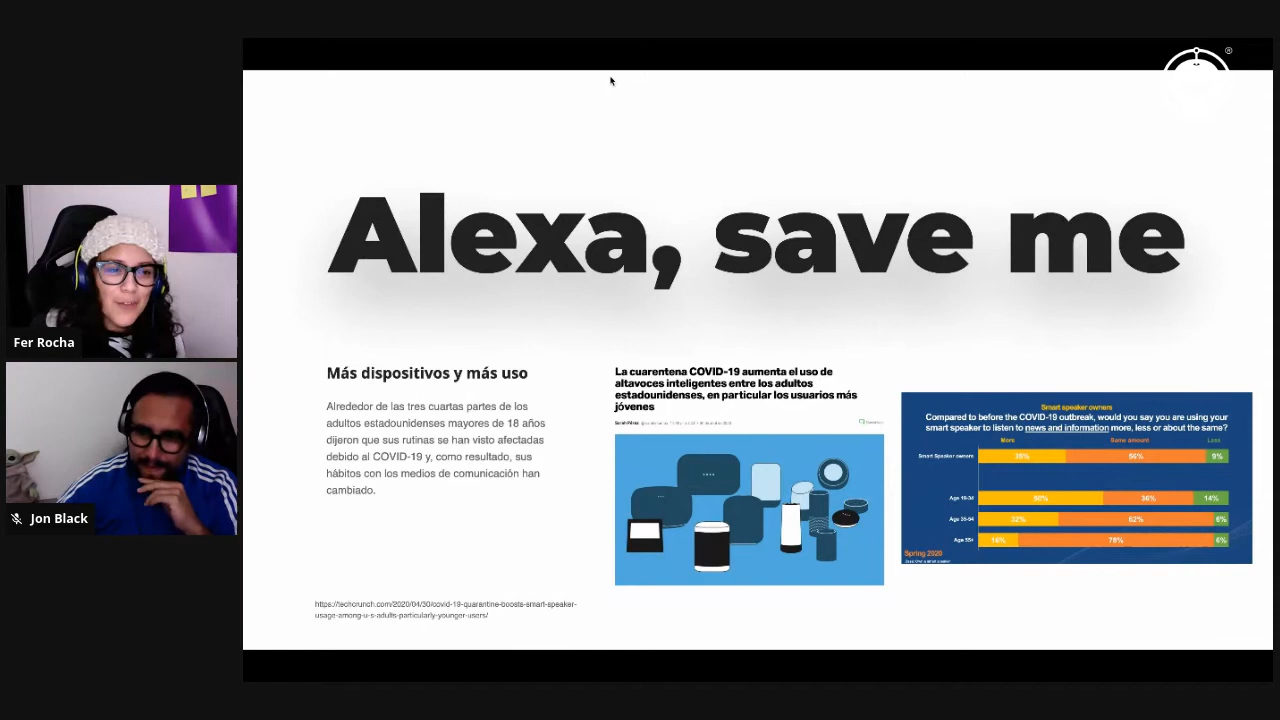 ®
Alexa, save me
Fer Rocha
Jon Black
Más dispositivos y más uso
Alrededor de las tres cuartas partes de los
adultos estadounidenses mayores de 18 años
dijeron que sus rutinas se han visto afectadas
debido al COVID-19 y, como resultado, sus
hábitos con los medios de comunicación han
cambiado.
https://techcrunch.com/2020/04/30/covid-19-quarantine-boosts-smart-speaker-
usage-among-u-s-adults-particularly-younger-users/
La cuarentena COVID-19 aumenta el uso de
altavoces inteligentes entre los adultos
estadounidenses, en particular los usuarios más
jóvenes
Sarah Pérez
Smart speaker owners
Compared to before the COVID-19 outbreak, would you say you are using your
smart speaker to listen to news and information more, less or about the same?
More Same amount Less
Smart Speaker owners 35% 56% 9%
Age 18-34 50% 36% 14%
Age 35-54 32% 62% 6%
Age 55+ 16% 78% 6%
Spring 2020